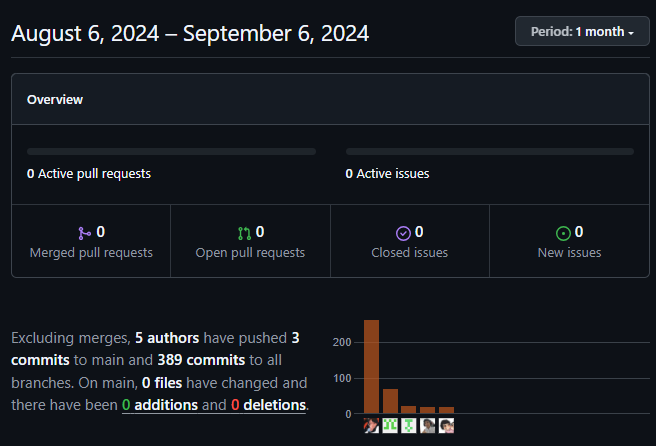 August 6, 2024 – September 6, 2024
Period: 1 month
Overview
0 Active pull requests
0 Active issues
0
Merged pull requests
0
Open pull requests
0
Closed issues
0
New issues
Excluding merges, 5 authors have pushed 3
commits to main and 389 commits to all
branches. On main, 0 files have changed and
there have been 0 additions and 0 deletions.
200
100
0